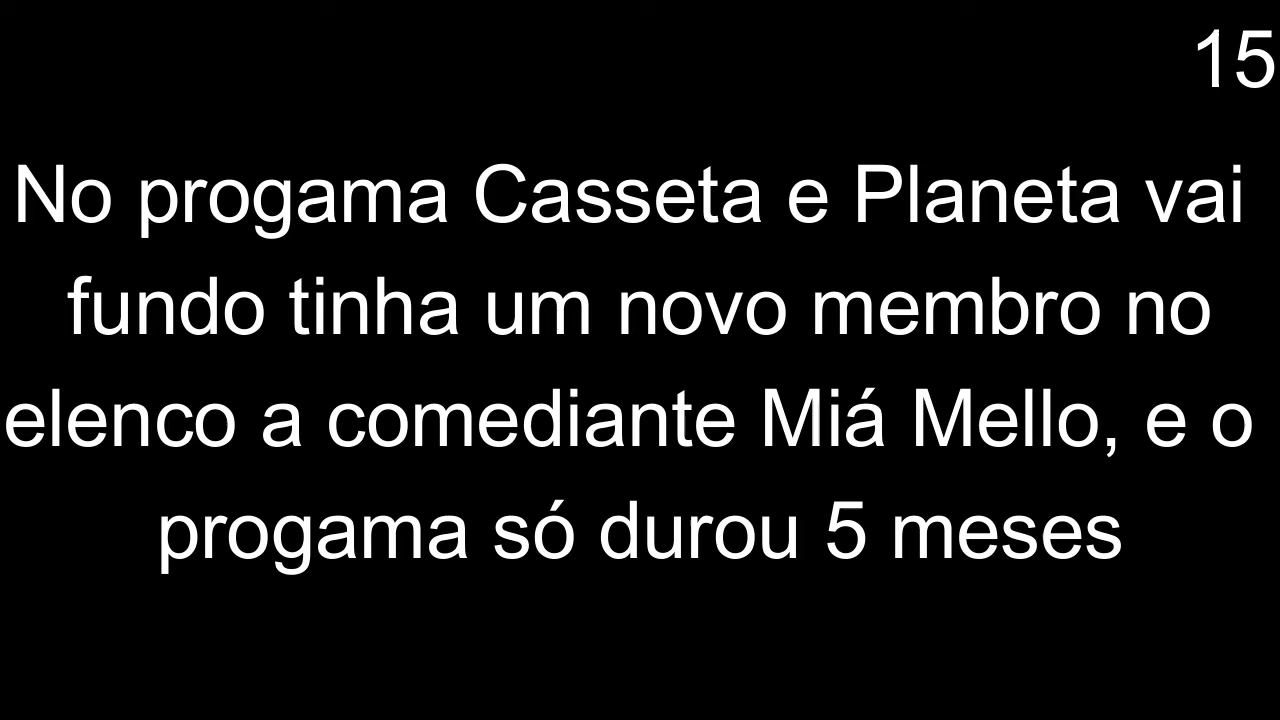 15
No progama Casseta e Planeta vai
fundo tinha um novo membro no
elenco a comediante Miá Mello, e o
progama só durou 5 meses